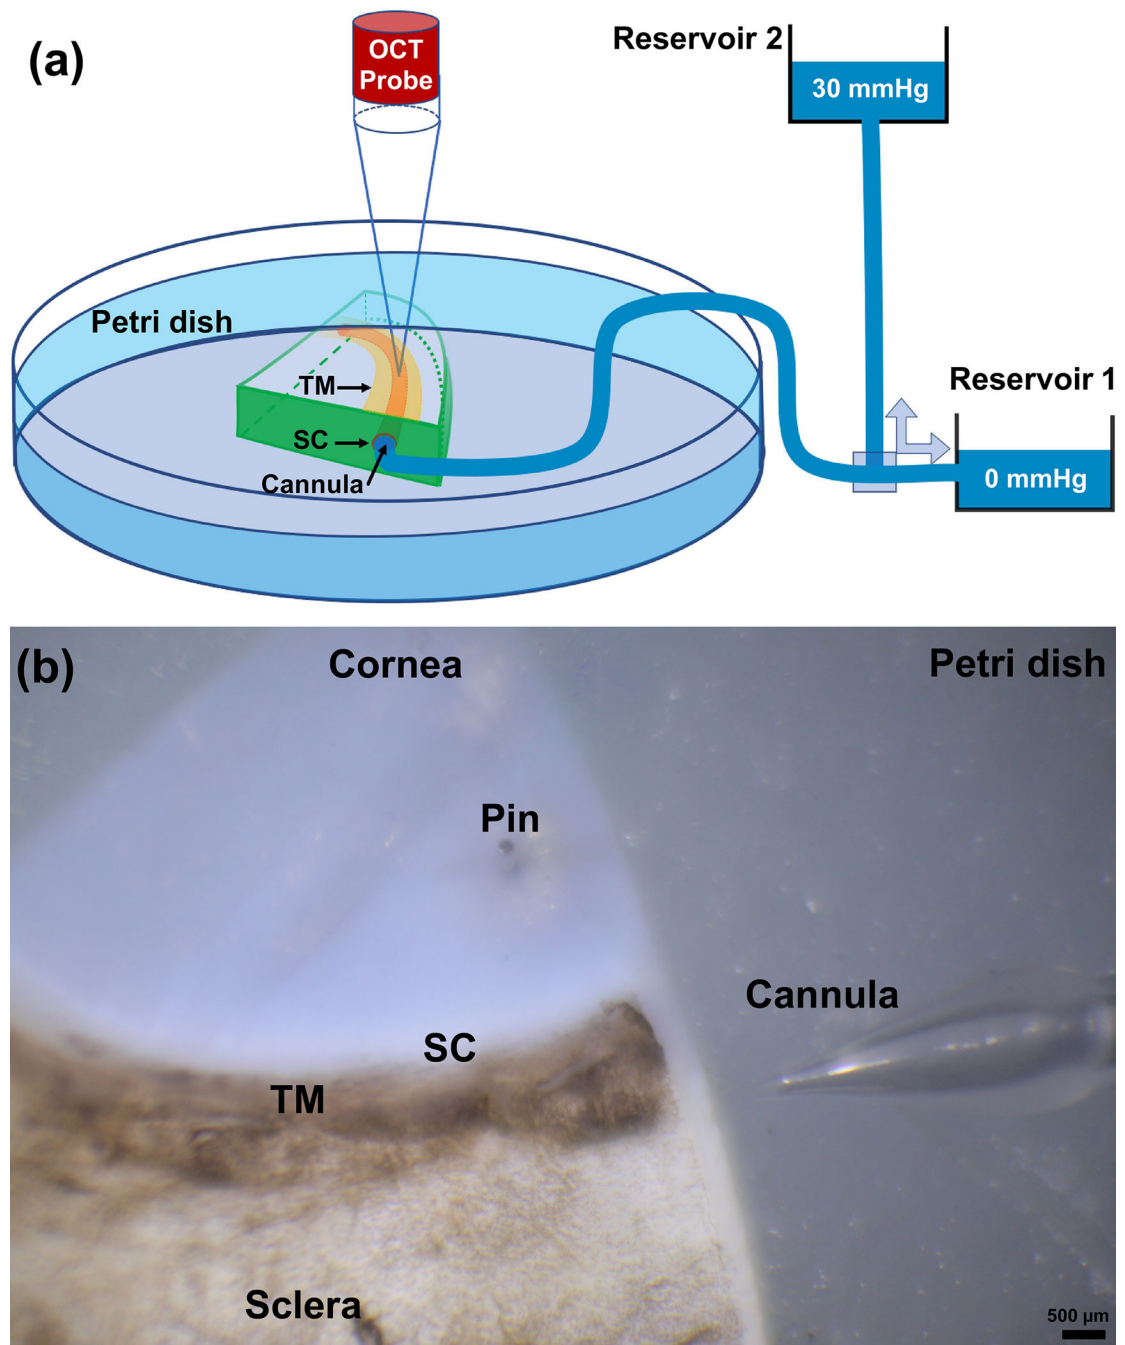 (a)
OCT
Probe
Reservoir 2
30 mmHg
Petri dish
TM
SC
Cannula
Reservoir 1
0 mmHg
(b)
Cornea
Petri dish
Pin
Cannula
SC
TM
Sclera
500 µm